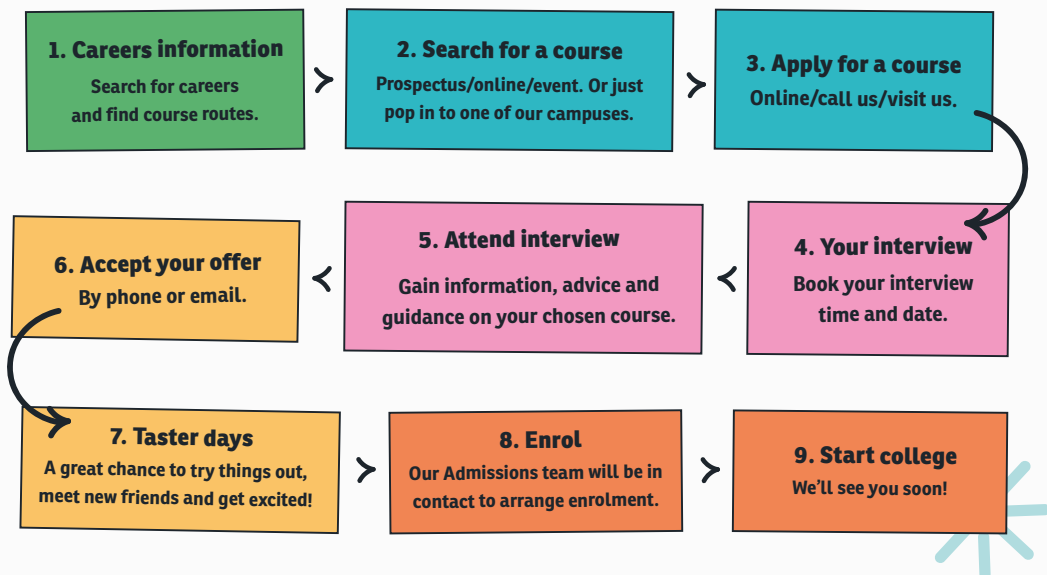 1. Careers information
Search for careers
and find course routes.
2. Search for a course
Prospectus/online/event. Or just
pop in to one of our campuses.
3. Apply for a course
Online/call us/visit us.
4. Your interview
Book your interview
time and date.
5. Attend interview
Gain information, advice and
guidance on your chosen course.
6. Accept your offer
By phone or email.
7. Taster days
A great chance to try things out,
meet new friends and get excited!
8. Enrol
Our Admissions team will be in
contact to arrange enrolment.
9. Start college
We'll see you soon!